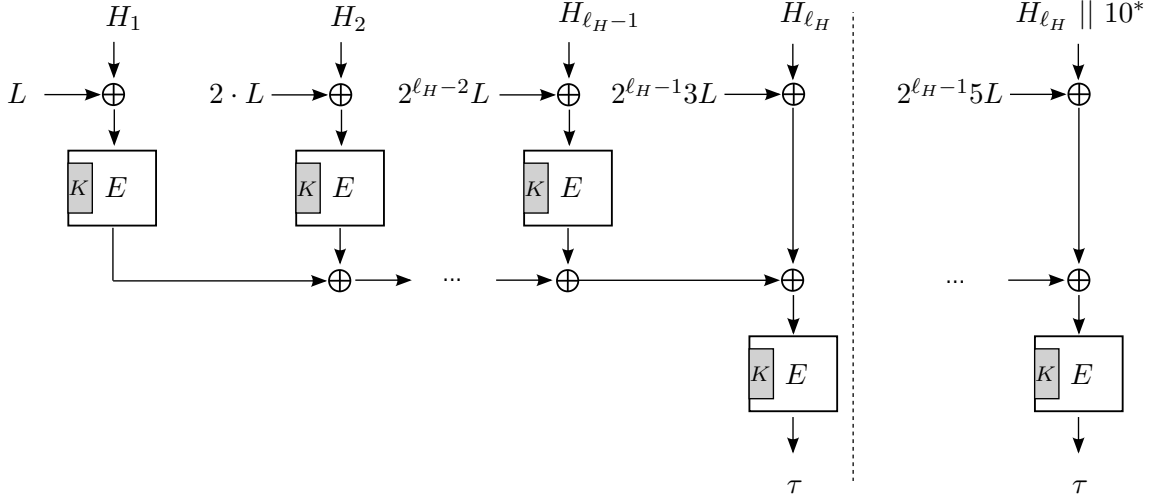 H_1 H_2 H_{ℓ_H−1} H_{ℓ_H} H_{ℓ_H} || 10*
L 2 · L 2^{ℓ_H−2}L 2^{ℓ_H−1}3L 2^{ℓ_H−1}5L
K E K E K E
... ...
K E K E
τ τ